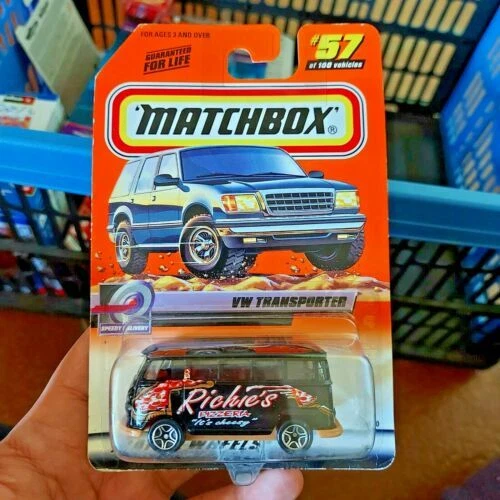 FOR AGES 3 AND OVER
GUARANTEED
FOR LIFE
#57
of 100 vehicles
MATCHBOX®
VW TRANSPORTER
SPEEDY DELIVERY
Richie's
PIZZERIA
"It's cheesy"
WHEELS